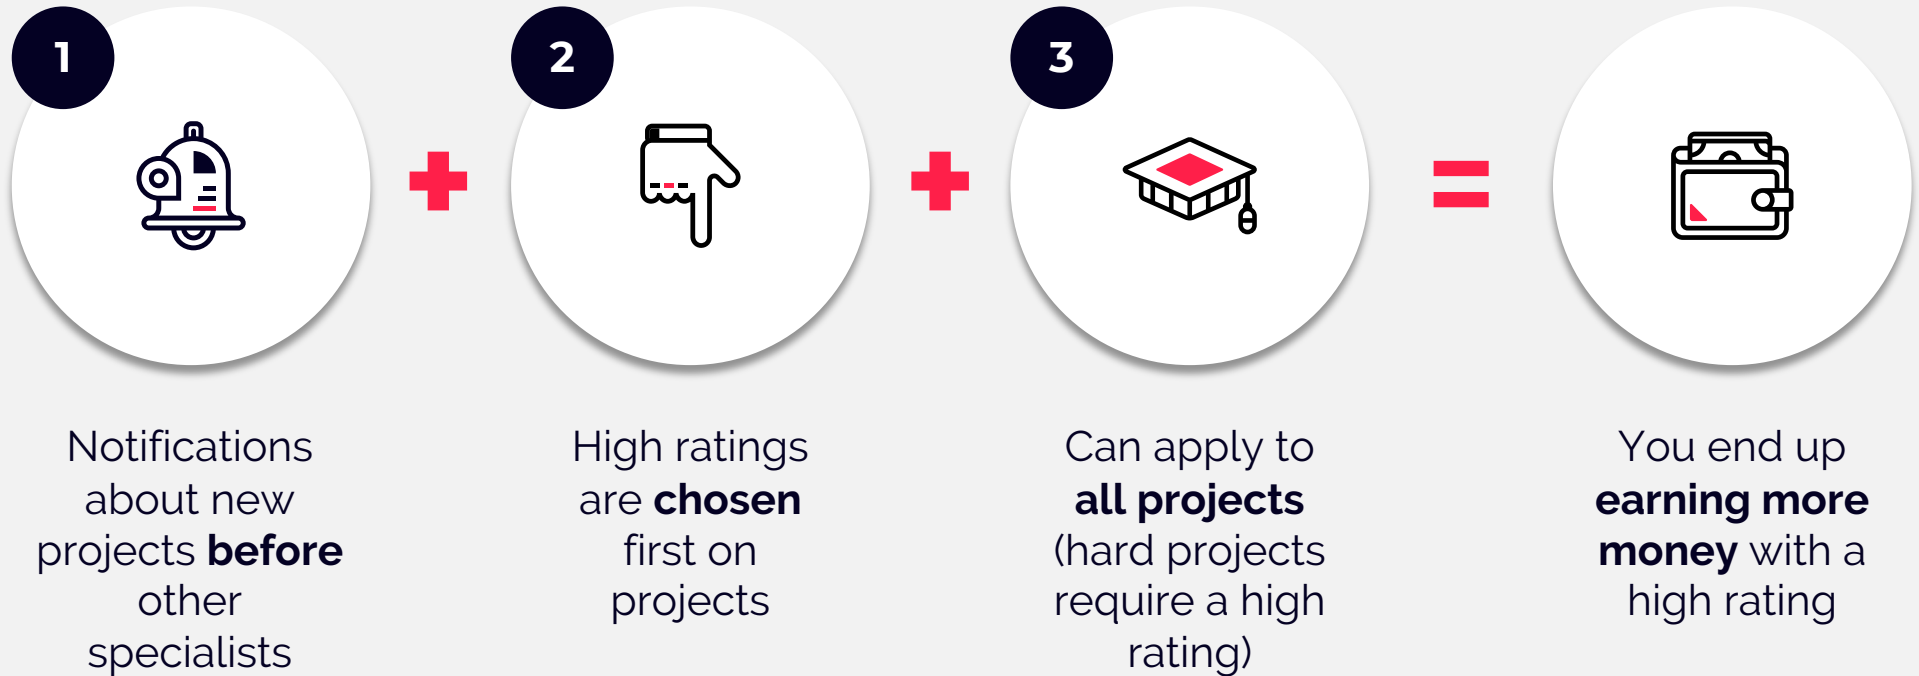 1
Notifications
about new
projects before
other
specialists
2
High ratings
are chosen
first on
projects
3
Can apply to
all projects
(hard projects
require a high
rating)
You end up
earning more
money with a
high rating